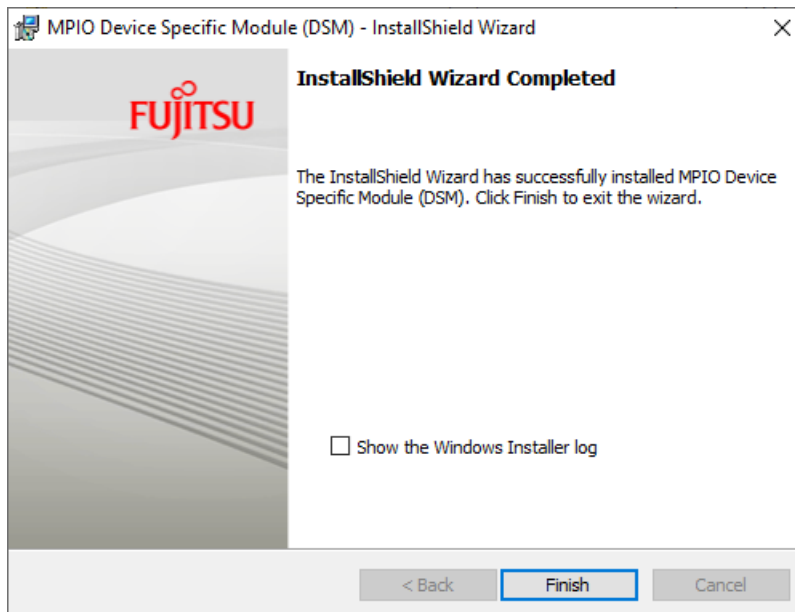 MPIO Device Specific Module (DSM) - InstallShield Wizard
FUJITSU
InstallShield Wizard Completed
The InstallShield Wizard has successfully installed MPIO Device
Specific Module (DSM). Click Finish to exit the wizard.
Show the Windows Installer log
< Back
Finish
Cancel